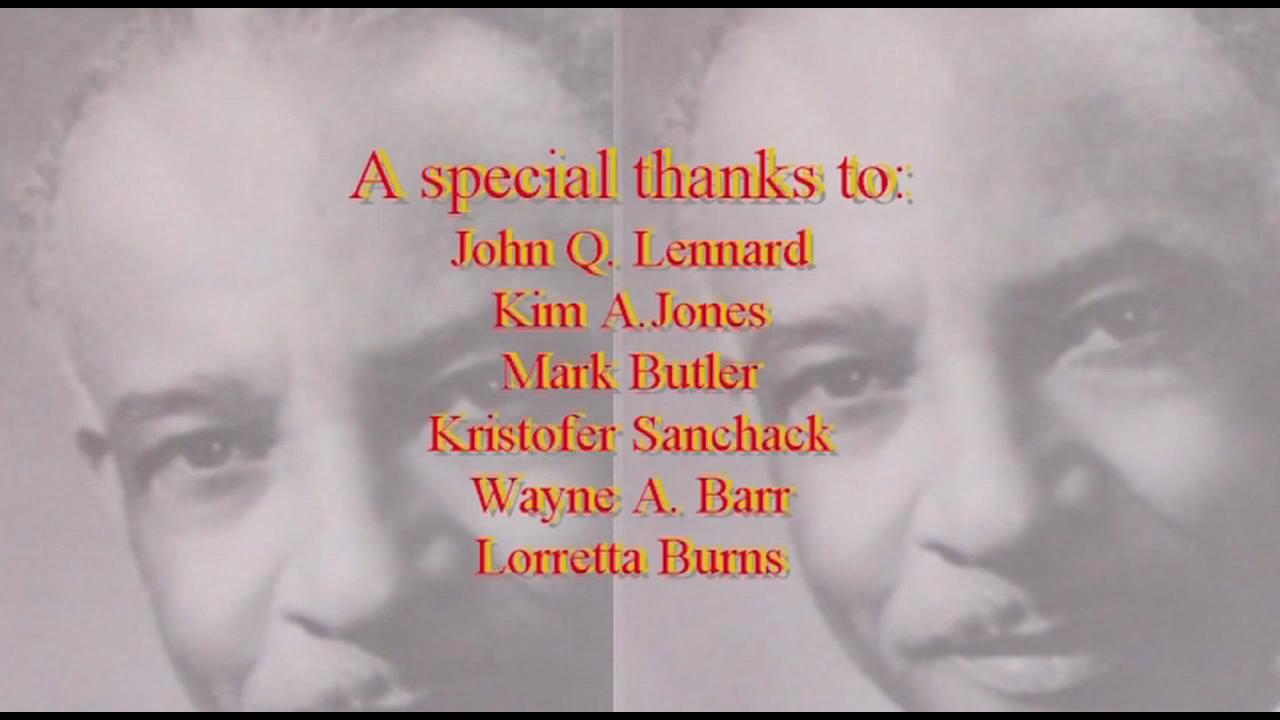 A special thanks to:
John Q. Lennard
Kim A.Jones
Mark Butler
Kristofer Sanchack
Wayne A. Barr
Lorretta Burns